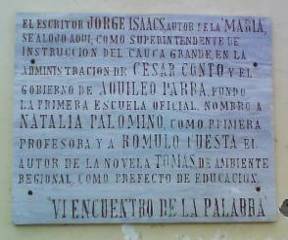 EL ESCRITOR JORGE ISAACS, AUTOR DE LA "MARIA,
SE ALOJO AQUI, COMO SUPERINTENDENTE DE
INSTRUCCION DEL CAUCA GRANDE, EN LA
ADMINISTRACION DE CESAR CONTO Y EL
GOBIERNO DE AQUILEO PARRA, FUNDO
LA PRIMERA ESCUELA OFICIAL. NOMBRO A
NATALIA PALOMINO, COMO PRIMERA
PROFESORA Y A ROMULO CUESTA EL
AUTOR DE LA NOVELA TOMAS, DE AMBIENTE
REGIONAL, COMO PREFECTO DE EDUCACION.
"VI ENCUENTRO DE LA PALABRA"